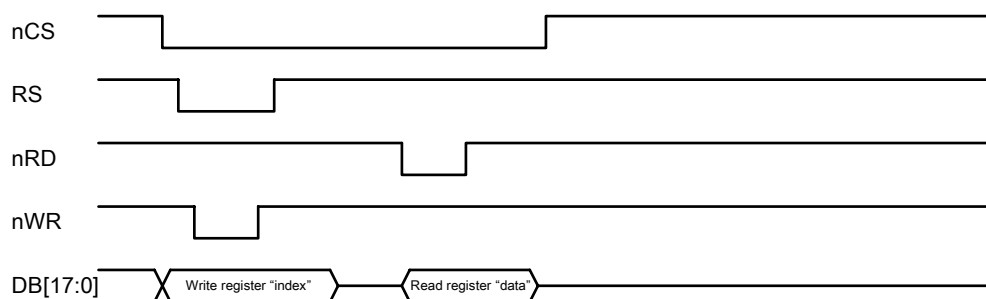 nCS
RS
nRD
nWR
DB[17:0] Write register “index” Read register “data”